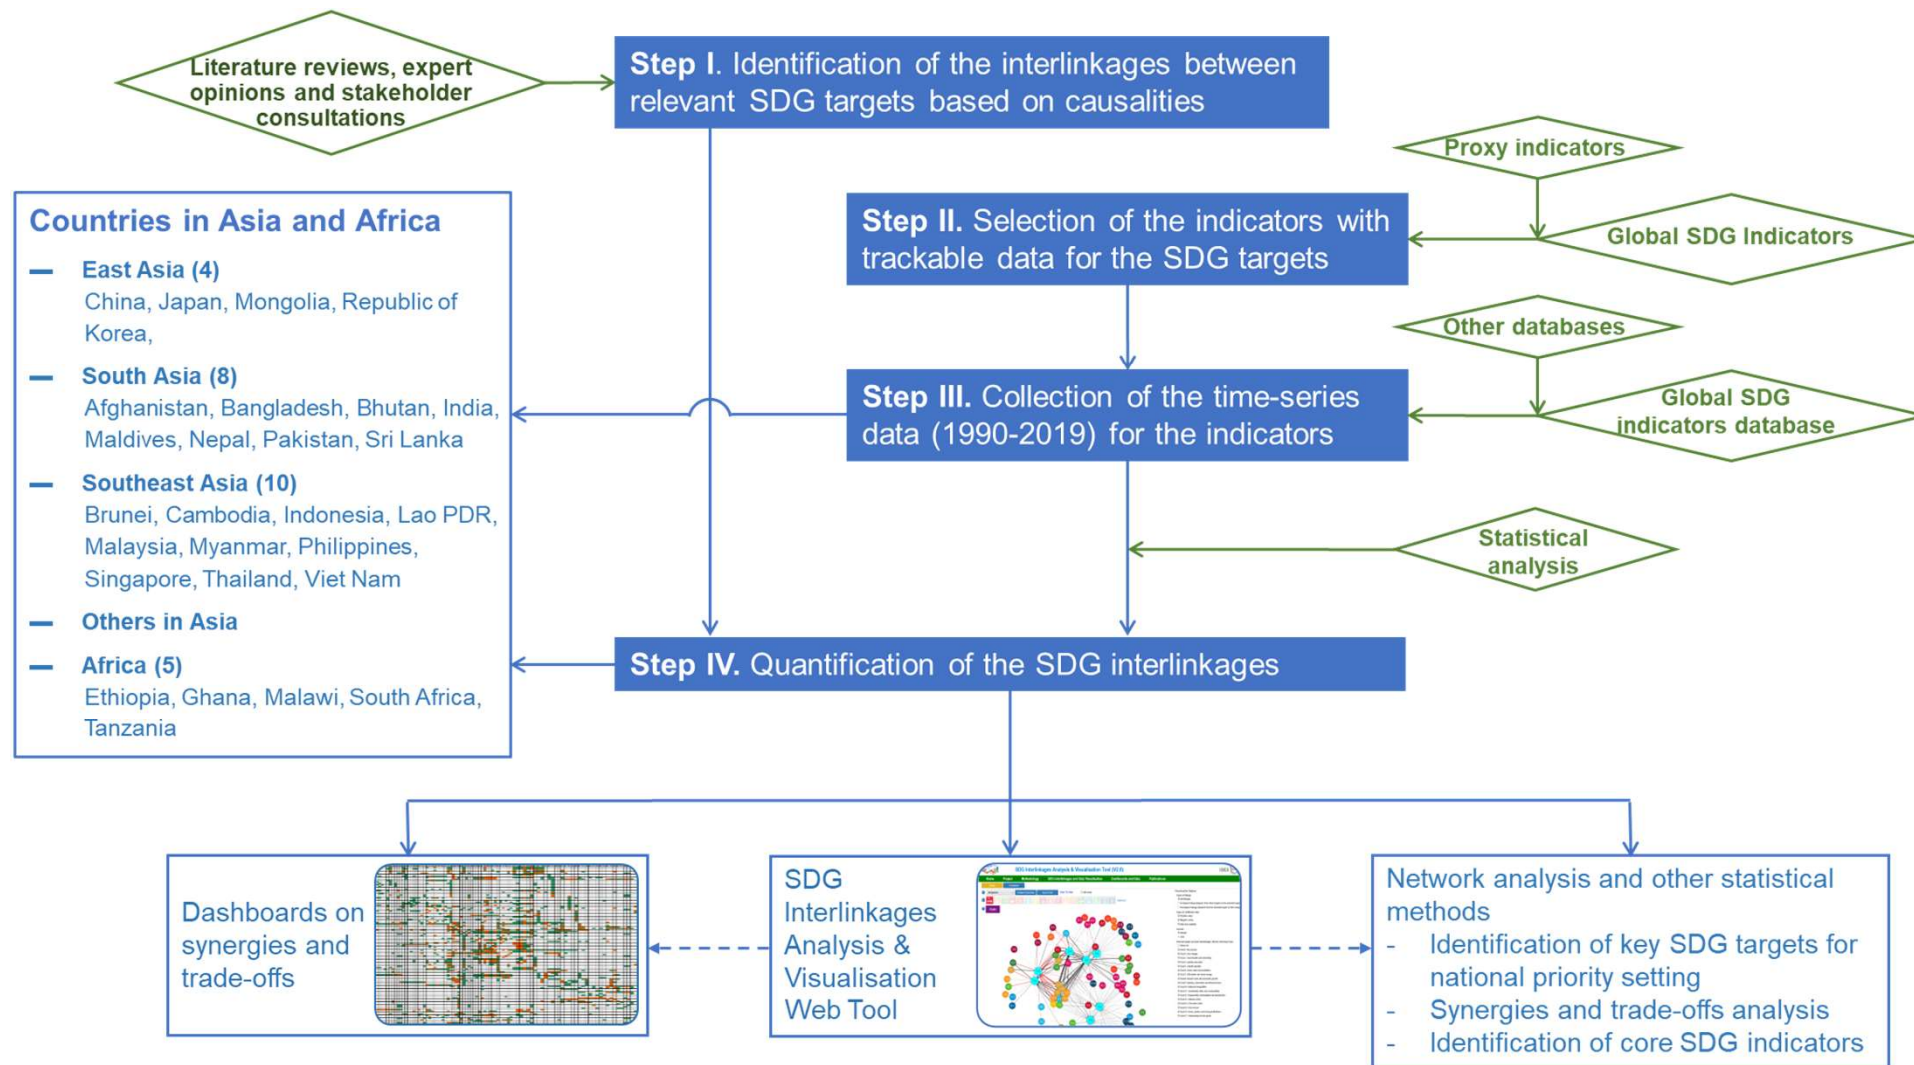 Literature reviews, expert
opinions and stakeholder
consultations
Step I. Identification of the interlinkages between
relevant SDG targets based on causalities
Proxy indicators
Countries in Asia and Africa
East Asia (4)
China, Japan, Mongolia, Republic of
Korea,
South Asia (8)
Afghanistan, Bangladesh, Bhutan, India,
Maldives, Nepal, Pakistan, Sri Lanka
Southeast Asia (10)
Brunei, Cambodia, Indonesia, Lao PDR,
Malaysia, Myanmar, Philippines,
Singapore, Thailand, Viet Nam
Others in Asia
Africa (5)
Ethiopia, Ghana, Malawi, South Africa,
Tanzania
Step II. Selection of the indicators with
trackable data for the SDG targets
Global SDG Indicators
Other databases
Step III. Collection of the time-series
data (1990-2019) for the indicators
Global SDG
indicators database
Statistical
analysis
Step IV. Quantification of the SDG interlinkages
Dashboards on
synergies and
trade-offs
SDG
Interlinkages
Analysis &
Visualisation
Web Tool
SDG Interlinkages Analysis & Visualisation Tool (V4.0)
Network analysis and other statistical
methods
- Identification of key SDG targets for
national priority setting
- Synergies and trade-offs analysis
- Identification of core SDG indicators